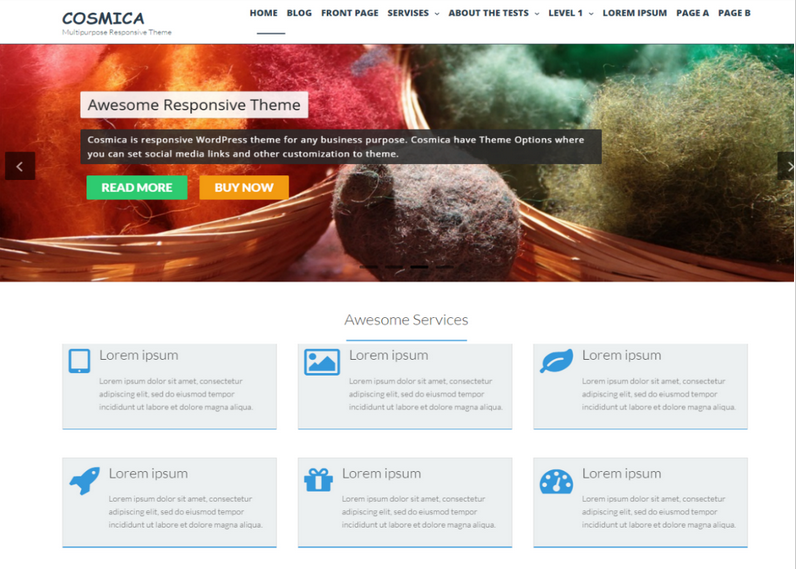 COSMICA
Multipurpose Responsive Theme
HOME BLOG FRONT PAGE SERVISES ABOUT THE TESTS LEVEL 1 LOREM IPSUM PAGE A PAGE B
Awesome Responsive Theme
Cosmica is responsive WordPress theme for any business purpose. Cosmica have Theme Options where
you can set social media links and other customization to theme.
READ MORE BUY NOW
Awesome Services
Lorem ipsum
Lorem ipsum dolor sit amet, consectetur
adipiscing elit, sed do eiusmod tempor
incididunt ut labore et dolore magna aliqua.
Lorem ipsum
Lorem ipsum dolor sit amet, consectetur
adipiscing elit, sed do eiusmod tempor
incididunt ut labore et dolore magna aliqua.
Lorem ipsum
Lorem ipsum dolor sit amet, consectetur
adipiscing elit, sed do eiusmod tempor
incididunt ut labore et dolore magna aliqua.
Lorem ipsum
Lorem ipsum dolor sit amet, consectetur
adipiscing elit, sed do eiusmod tempor
incididunt ut labore et dolore magna aliqua.
Lorem ipsum
Lorem ipsum dolor sit amet, consectetur
adipiscing elit, sed do eiusmod tempor
incididunt ut labore et dolore magna aliqua.
Lorem ipsum
Lorem ipsum dolor sit amet, consectetur
adipiscing elit, sed do eiusmod tempor
incididunt ut labore et dolore magna aliqua.